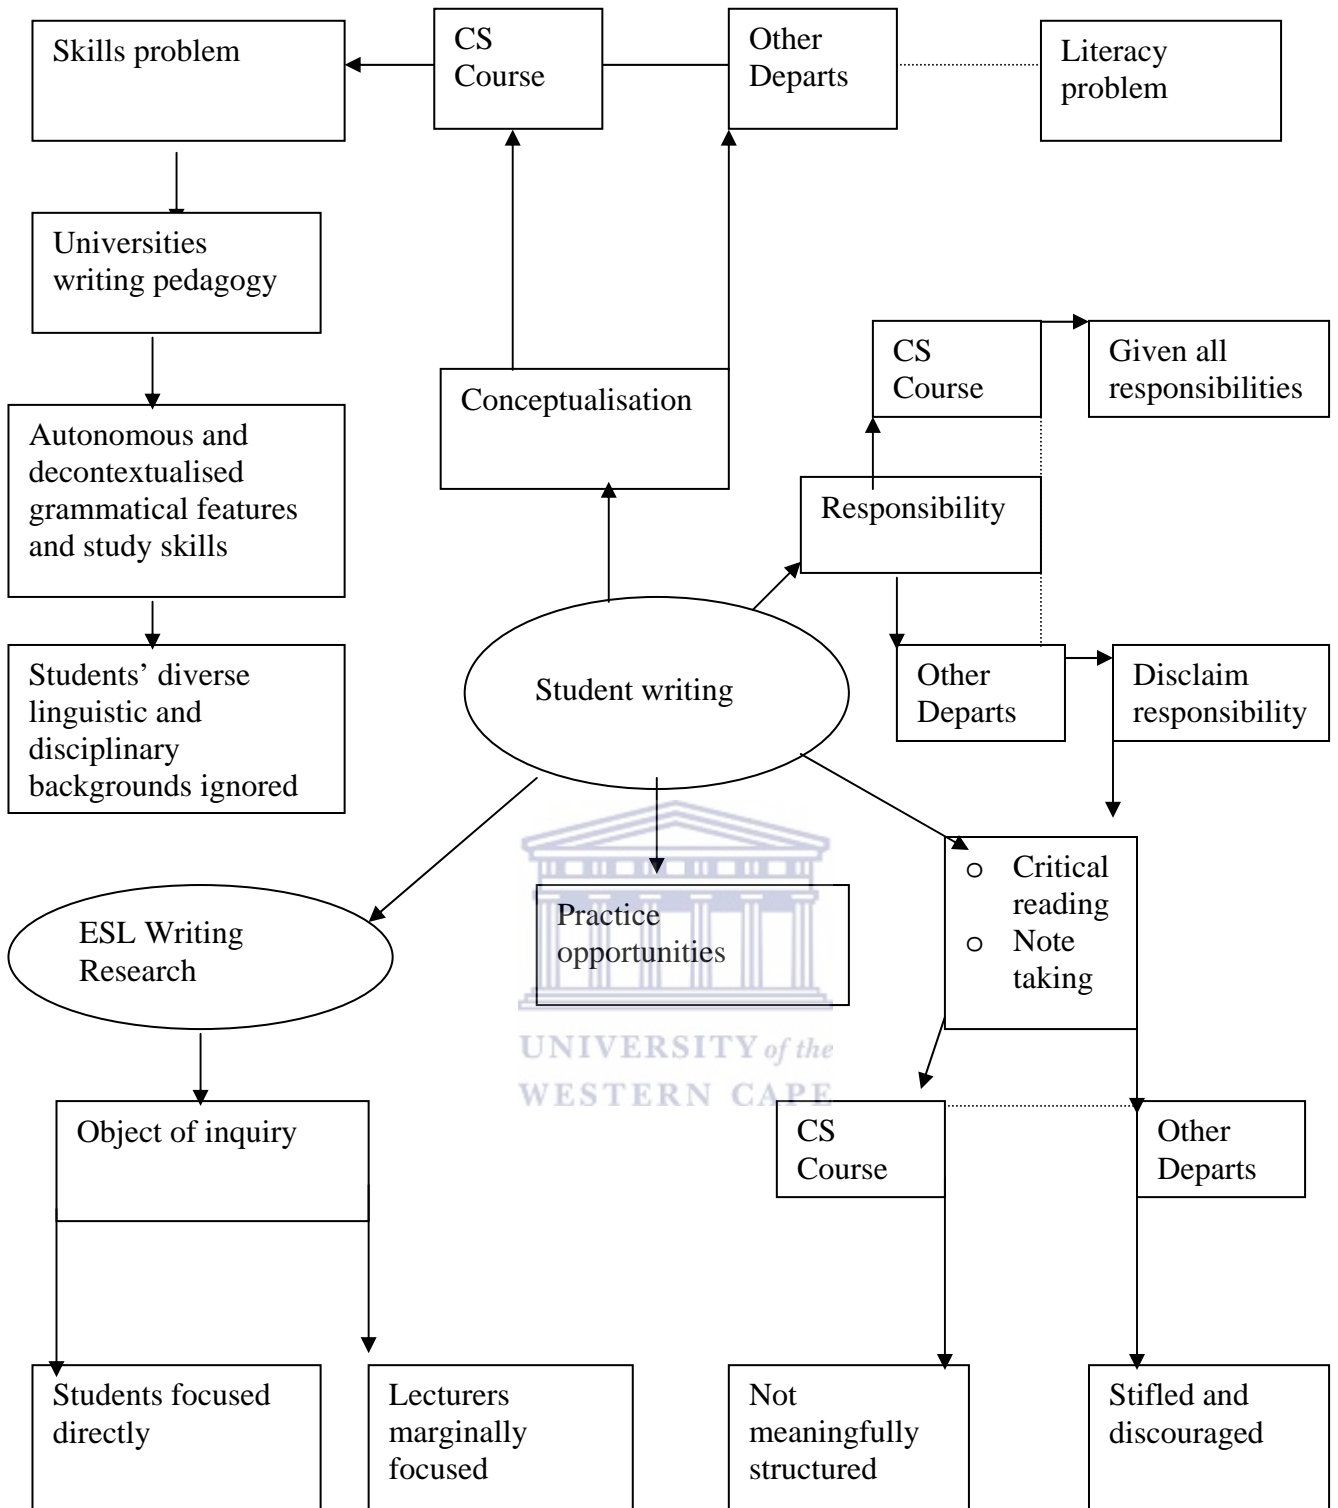 Skills problem
CS
Course
Other
Departs
Literacy
problem
Universities
writing pedagogy
CS
Course
Given all
responsibilities
Conceptualisation
Autonomous and
decontextualised
grammatical features
and study skills
Responsibility
Students’ diverse
linguistic and
disciplinary
backgrounds ignored
Student writing
Other
Departs
Disclaim
responsibility
ESL Writing
Research
Practice
opportunities
o Critical
reading
o Note
taking
UNIVERSITY of the
WESTERN CAPE
Object of inquiry
CS
Course
Other
Departs
Students focused
directly
Lecturers
marginally
focused
Not
meaningfully
structured
Stifled and
discouraged